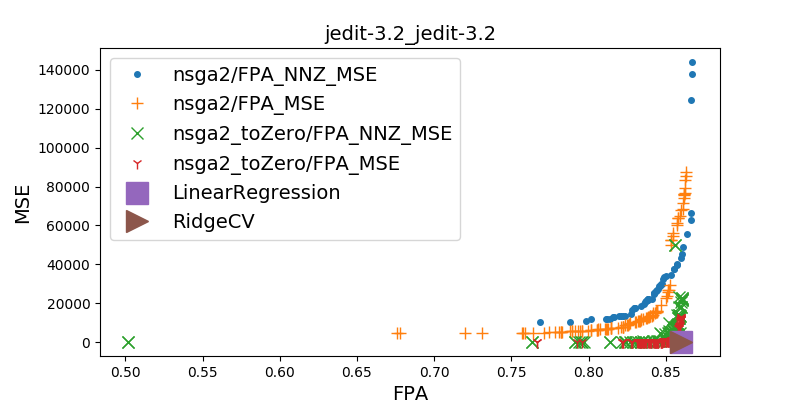 jedit-3.2_jedit-3.2
140000
120000
100000
80000
60000
40000
20000
0
MSE
nsga2/FPA_NNZ_MSE
nsga2/FPA_MSE
nsga2_toZero/FPA_NNZ_MSE
nsga2_toZero/FPA_MSE
LinearRegression
RidgeCV
0.50 0.55 0.60 0.65 0.70 0.75 0.80 0.85
FPA